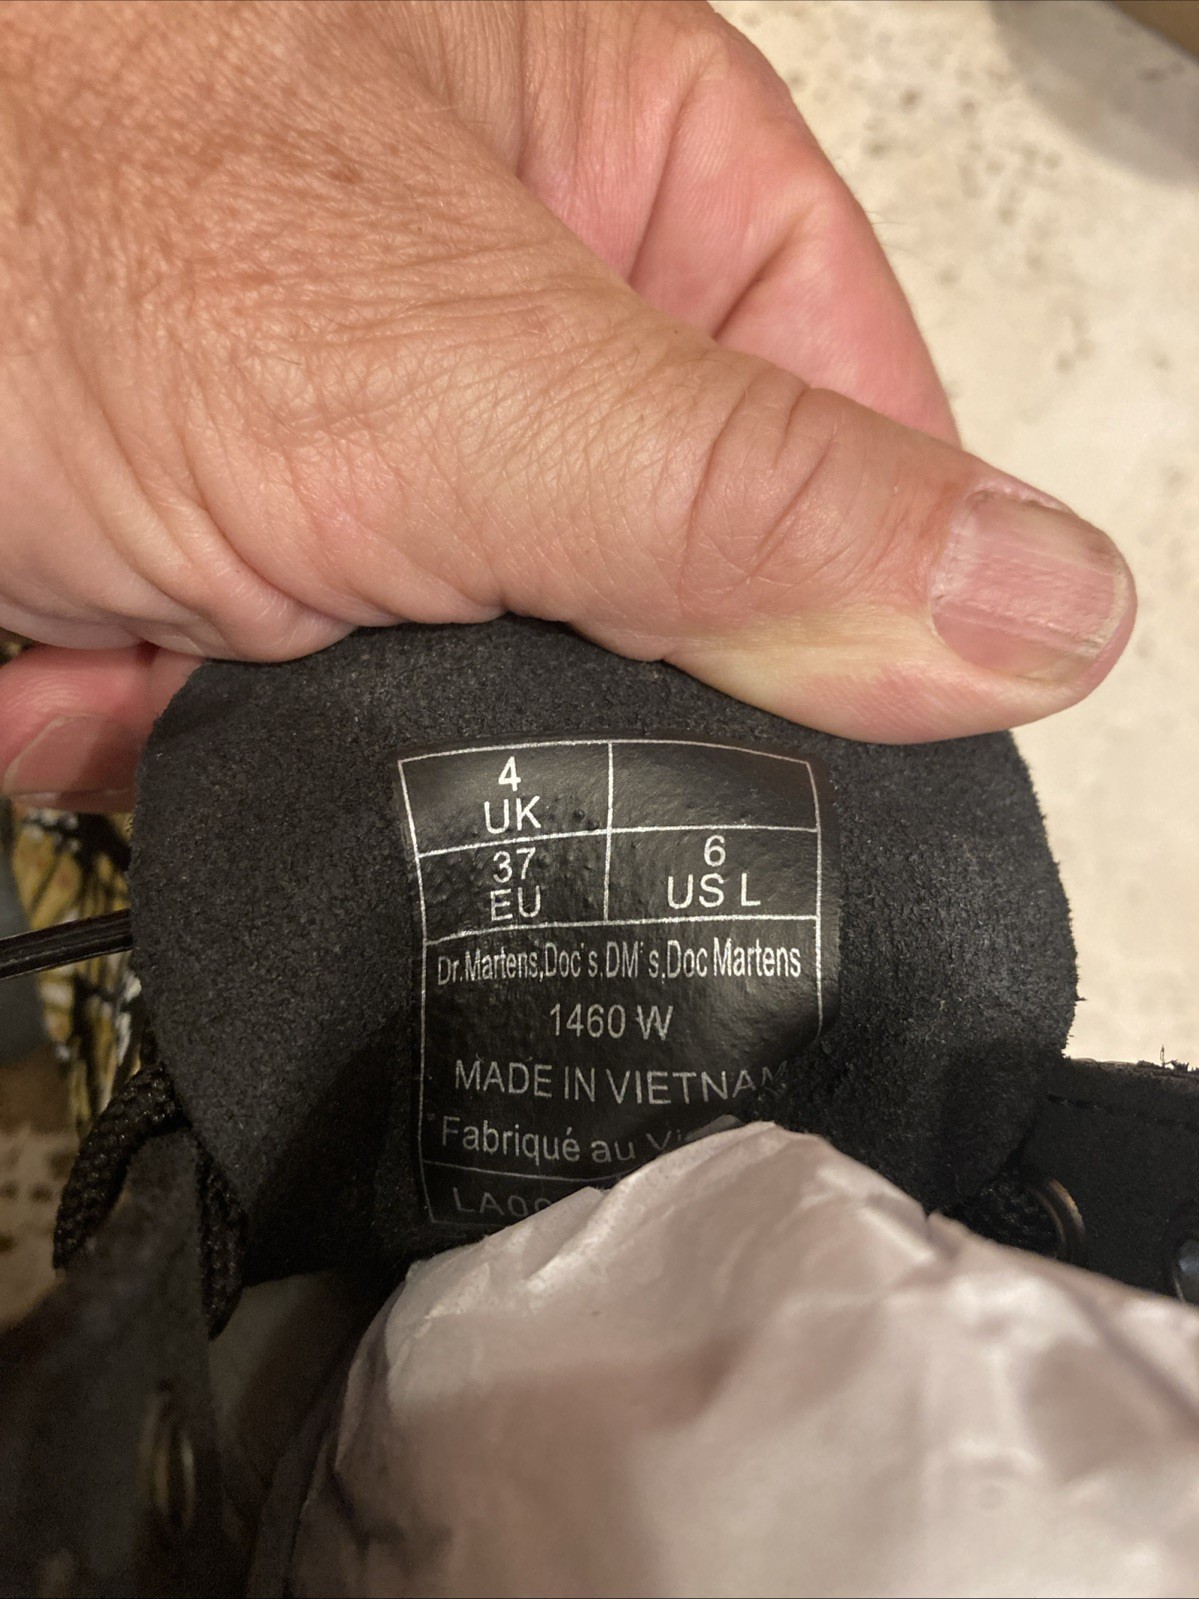 4
UK
37
EU
6
US L
Dr.Martens,Doc's,DM's,Doc Martens
1460 W
MADE IN VIETNAM
Fabriqué au